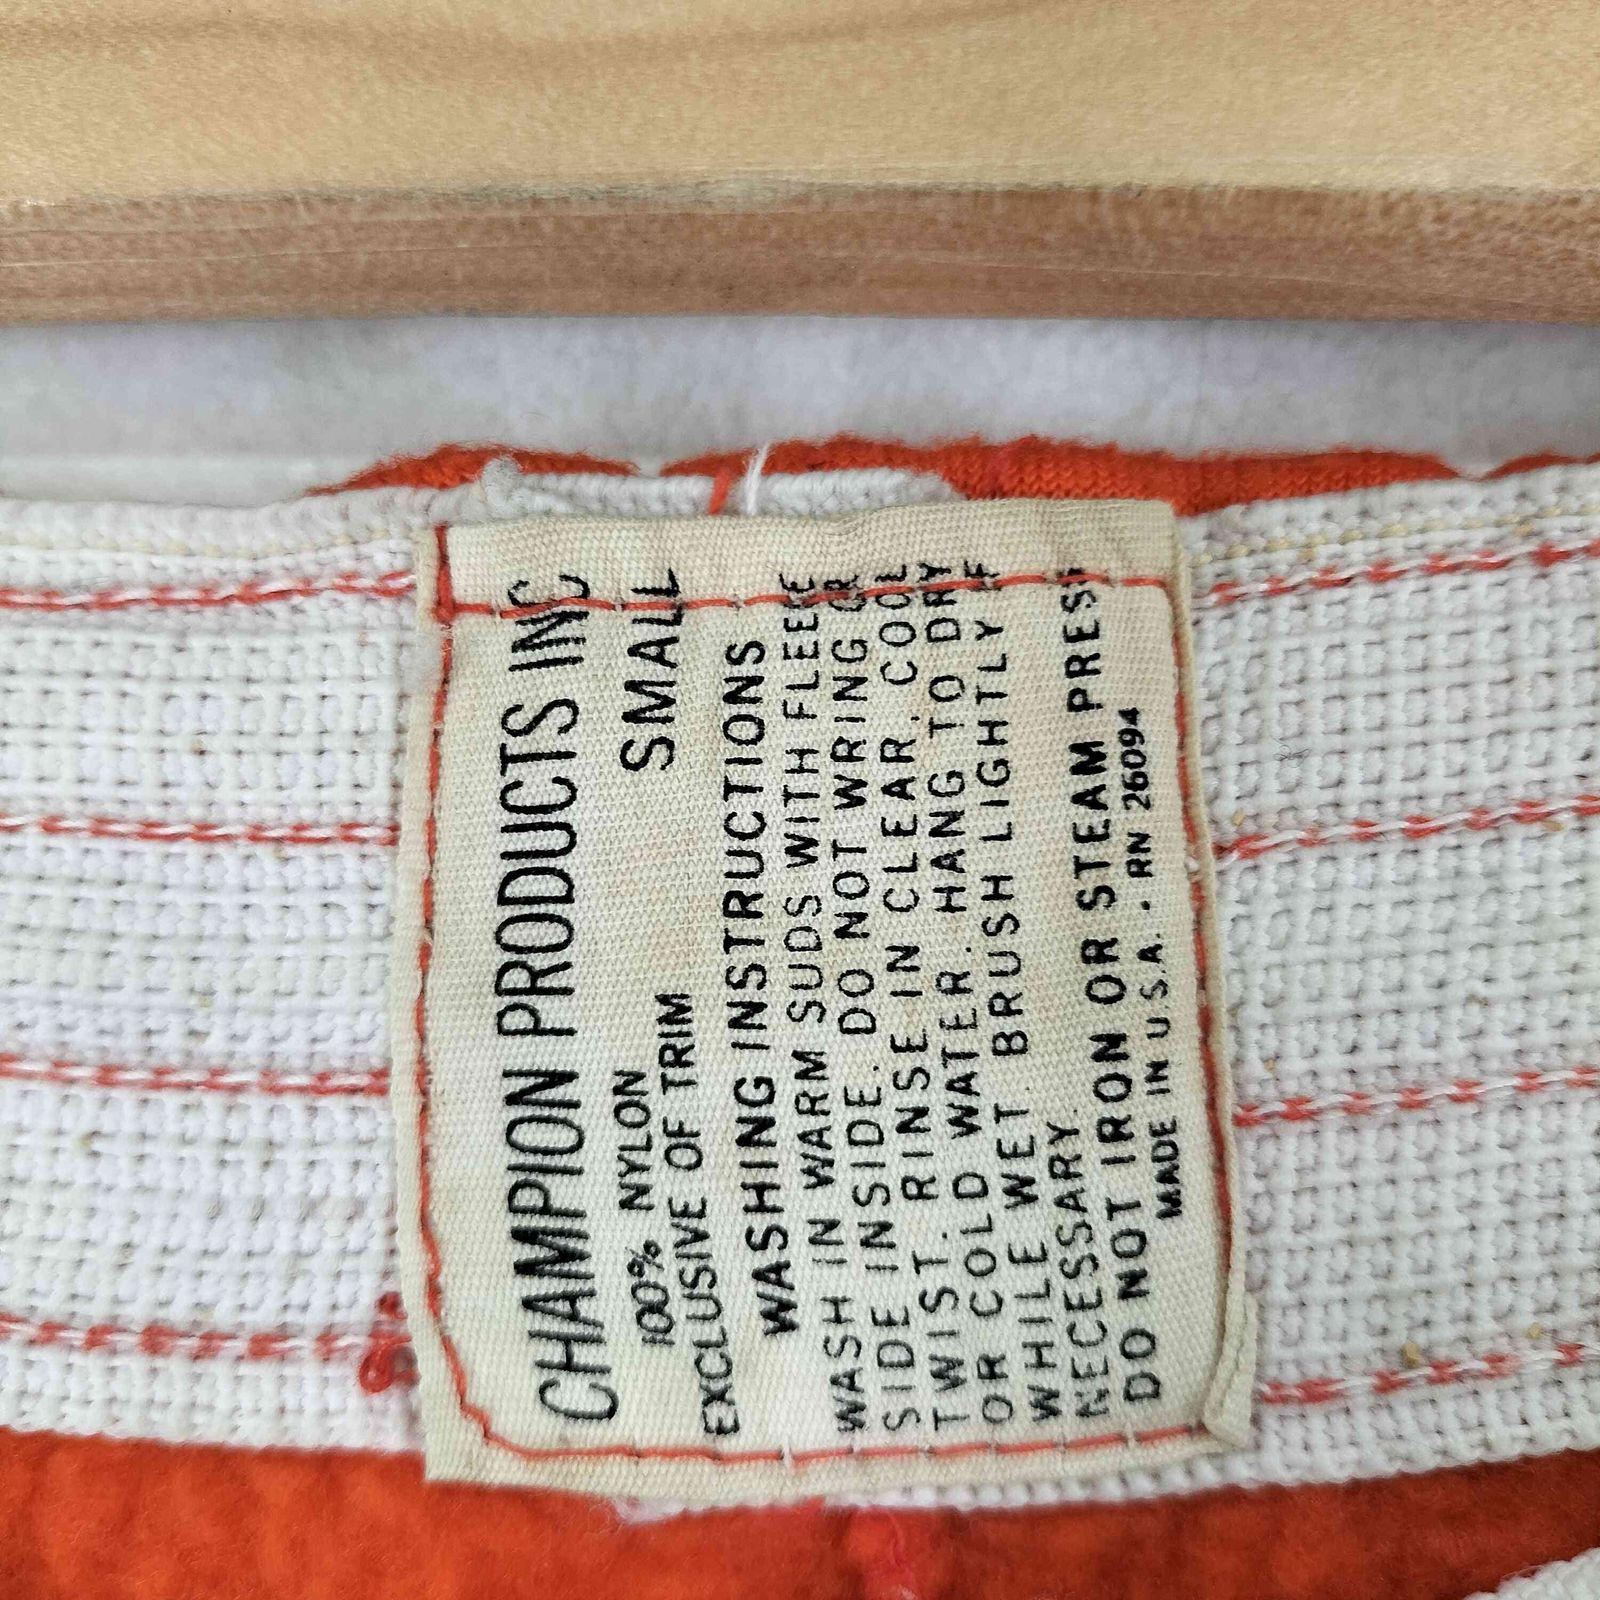 CHAMPION PRODUCTS INC
SMALL
100% NYLON
EXCLUSIVE OF TRIM
WASHING INSTRUCTIONS
WASH IN WARM SUDS WITH FLEECE
SIDE INSIDE. DO NOT WRING OR
TWIST. RINSE IN CLEAR, COOL
OR COLD WATER. HANG TO DRY
WHILE WET. BRUSH LIGHTLY IF
NECESSARY.
DO NOT IRON OR STEAM PRESS
MADE IN U.S.A. . RN 26094